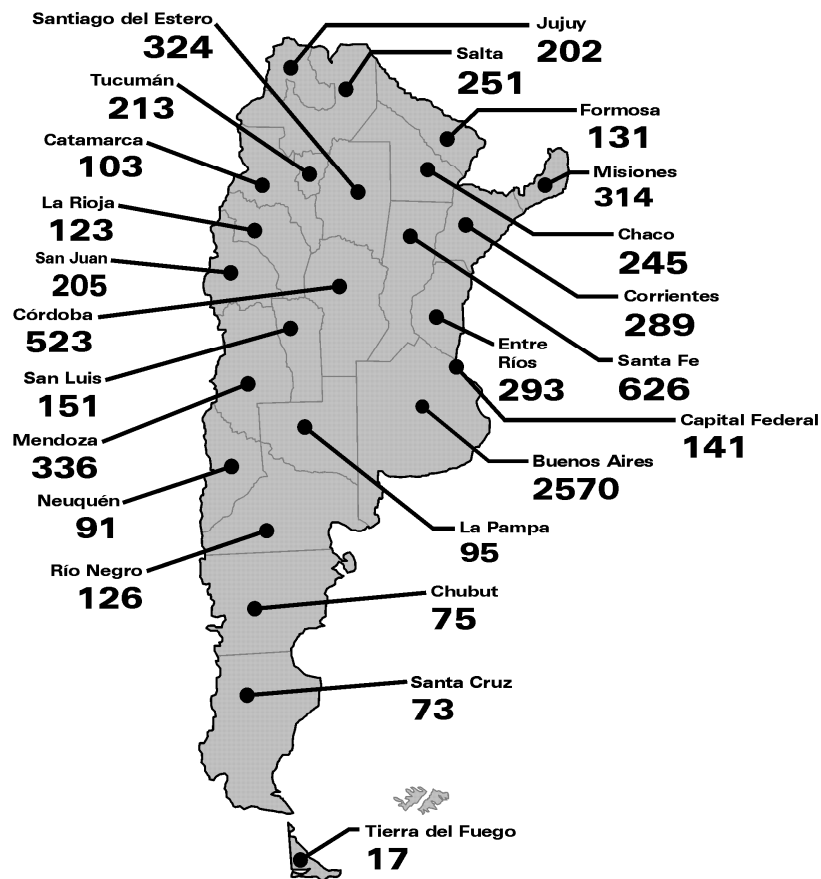 Santiago del Estero
324
Jujuy
202
Salta
251
Tucumán
213
Formosa
131
Catamarca
103
Misiones
314
La Rioja
123
Chaco
245
San Juan
205
Corrientes
289
Córdoba
523
Entre
Ríos
293
Santa Fe
626
San Luis
151
Capital Federal
141
Mendoza
336
Buenos Aires
2570
Neuquén
91
La Pampa
95
Río Negro
126
Chubut
75
Santa Cruz
73
Tierra del Fuego
17